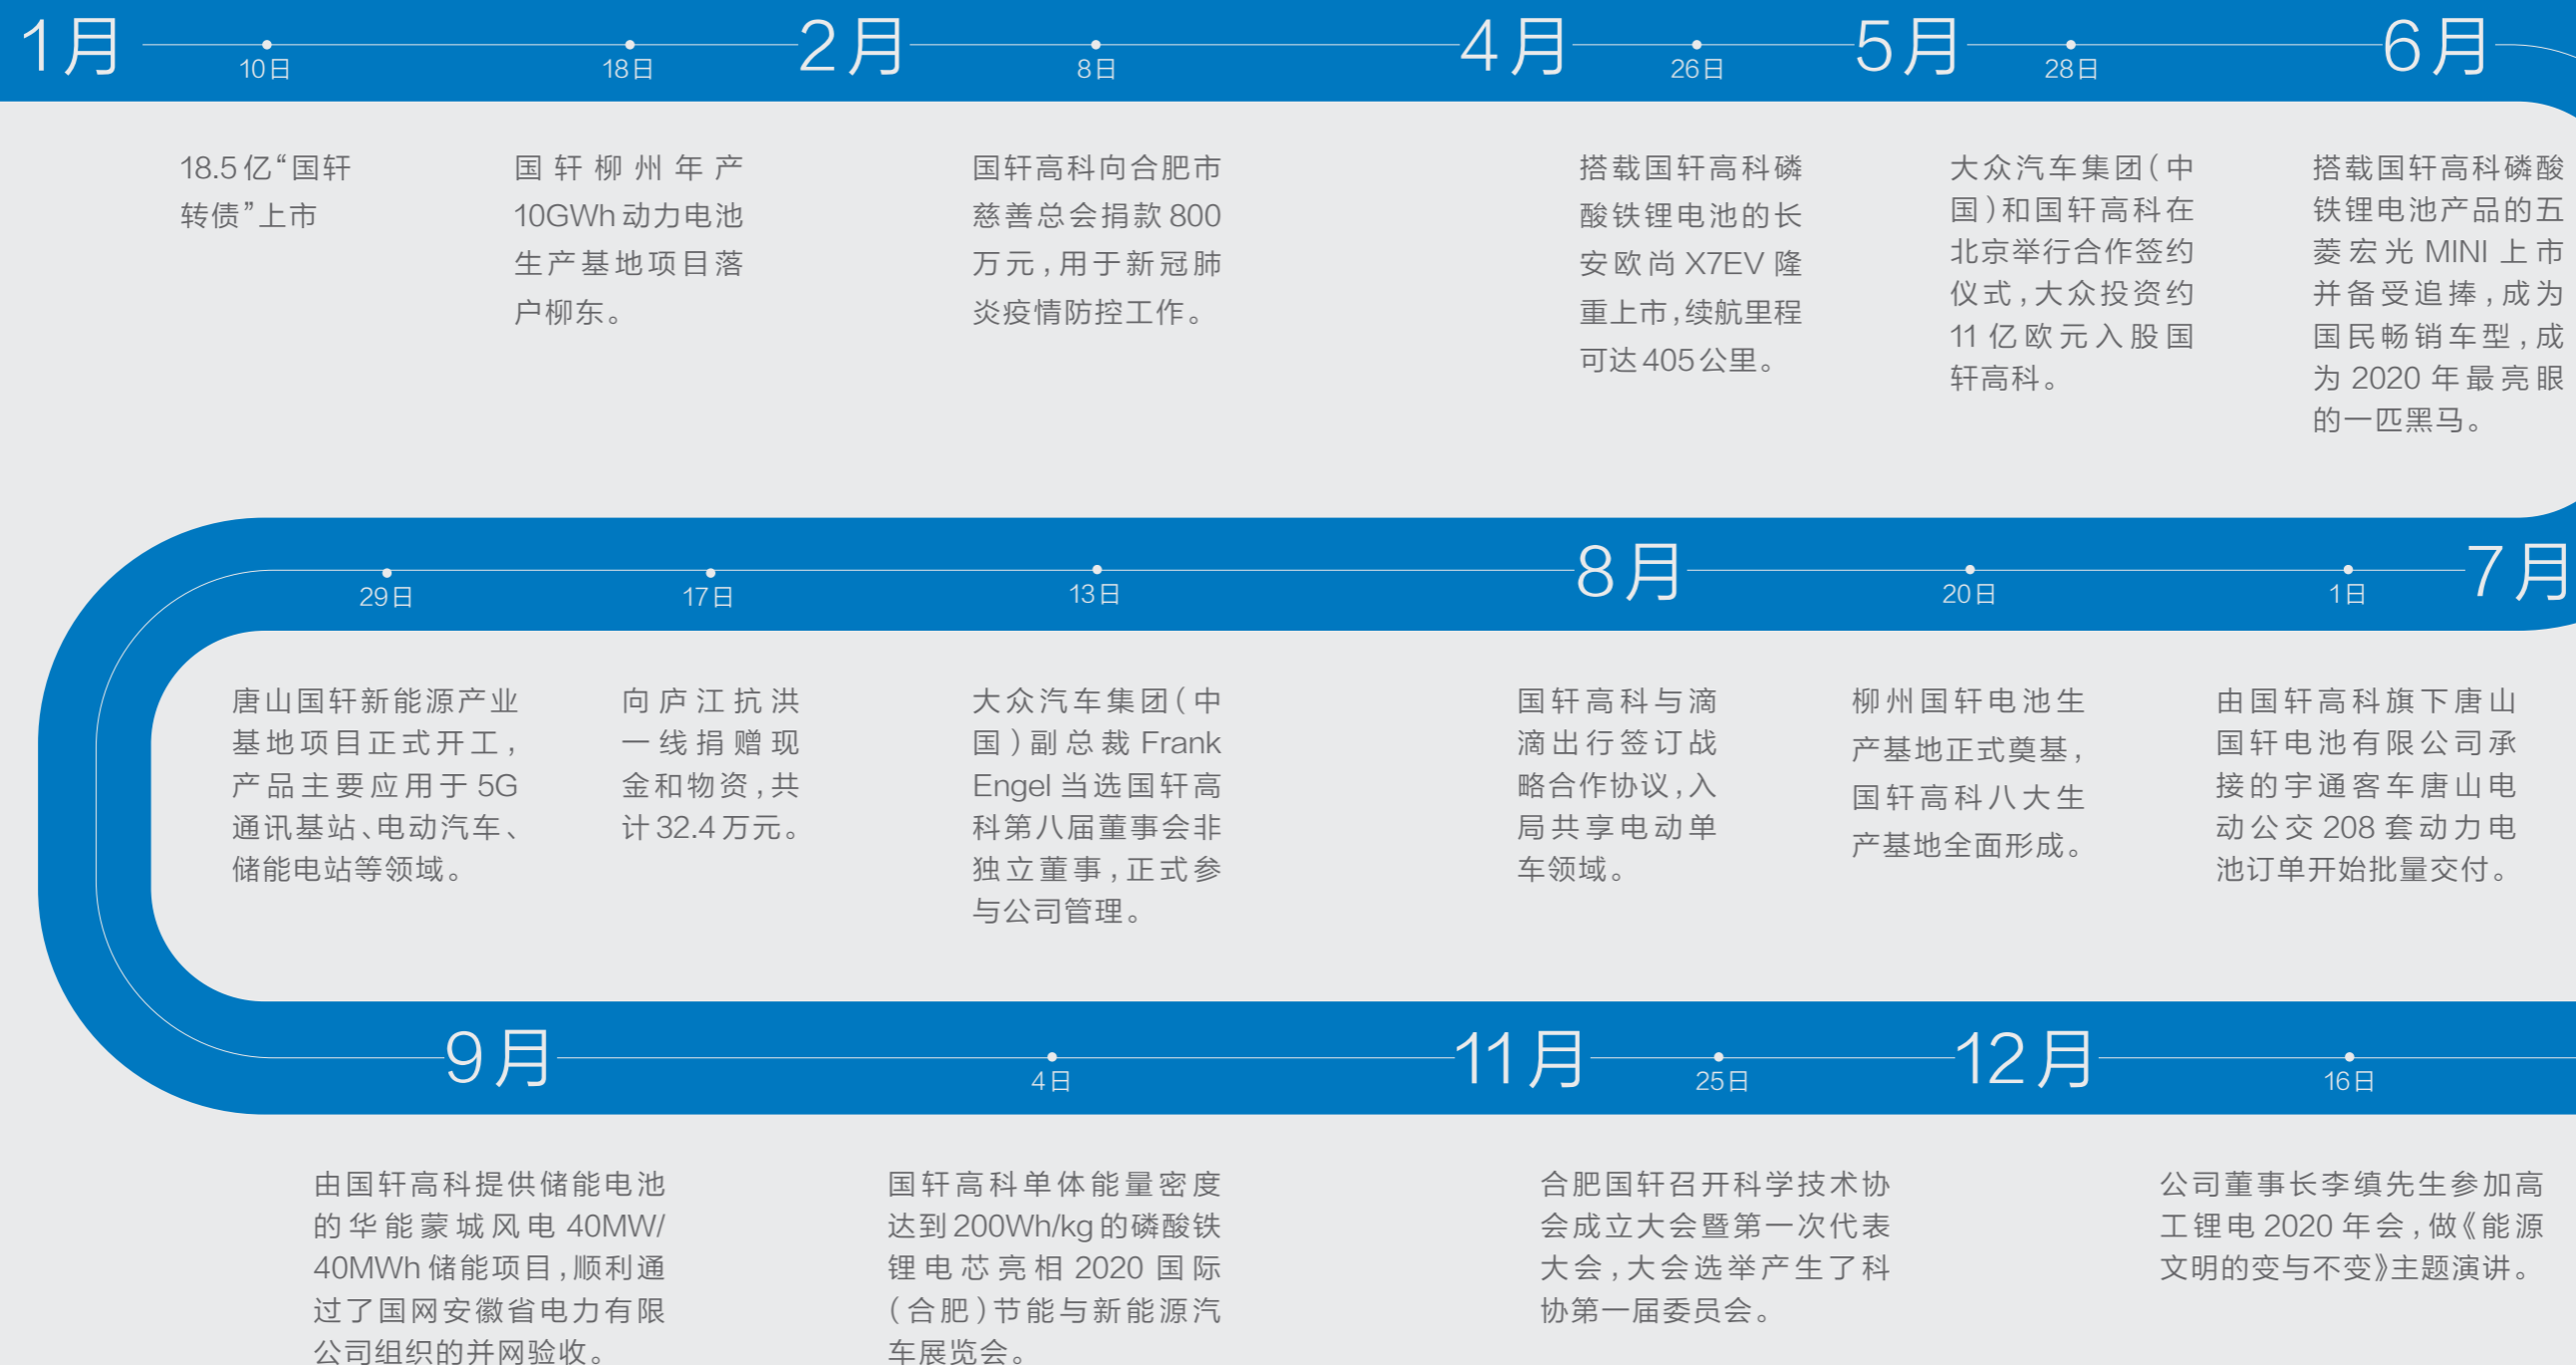 1月
10日
18日
2月
8日
4月
26日
5月
28日
6月
18.5亿“国轩
转债”上市
国轩柳州年产
10GWh动力电池
生产基地项目落
户柳东。
国轩高科向合肥市
慈善总会捐款800
万元，用于新冠肺
炎疫情防控工作。
搭载国轩高科磷
酸铁锂电池的长
安欧尚X7EV隆
重上市，续航里程
可达405公里。
大众汽车集团（中
国）和国轩高科在
北京举行合作签约
仪式，大众投资约
11亿欧元入股国
轩高科。
搭载国轩高科磷酸
铁锂电池产品的五
菱宏光MINI上市
并备受追捧，成为
国民畅销车型，成
为2020年最亮眼
的一匹黑马。
7月
1日
20日
8月
13日
17日
29日
由国轩高科旗下唐山
国轩电池有限公司承
接的宇通客车唐山电
动公交208套动力电
池订单开始批量交付。
柳州国轩电池生
产基地正式奠基，
国轩高科八大生
产基地全面形成。
国轩高科与滴
滴出行签订战
略合作协议，入
局共享电动单
车领域。
大众汽车集团（中
国）副总裁Frank
Engel当选国轩高
科第八届董事会非
独立董事，正式参
与公司管理。
向庐江抗洪
一线捐赠现
金和物资，共
计32.4万元。
唐山国轩新能源产业
基地项目正式开工，
产品主要应用于5G
通讯基站、电动汽车、
储能电站等领域。
9月
4日
11月
25日
12月
16日
由国轩高科提供储能电池
的华能蒙城风电40MW/
40MWh储能项目，顺利通
过了国网安徽省电力有限
公司组织的并网验收。
国轩高科单体能量密度
达到200Wh/kg的磷酸铁
锂电芯亮相2020国际
（合肥）节能与新能源汽
车展览会。
合肥国轩召开科学技术协
会成立大会暨第一次代表
大会，大会选举产生了科
协第一届委员会。
公司董事长李缜先生参加高
工锂电2020年会，做《能源
文明的变与不变》主题演讲。